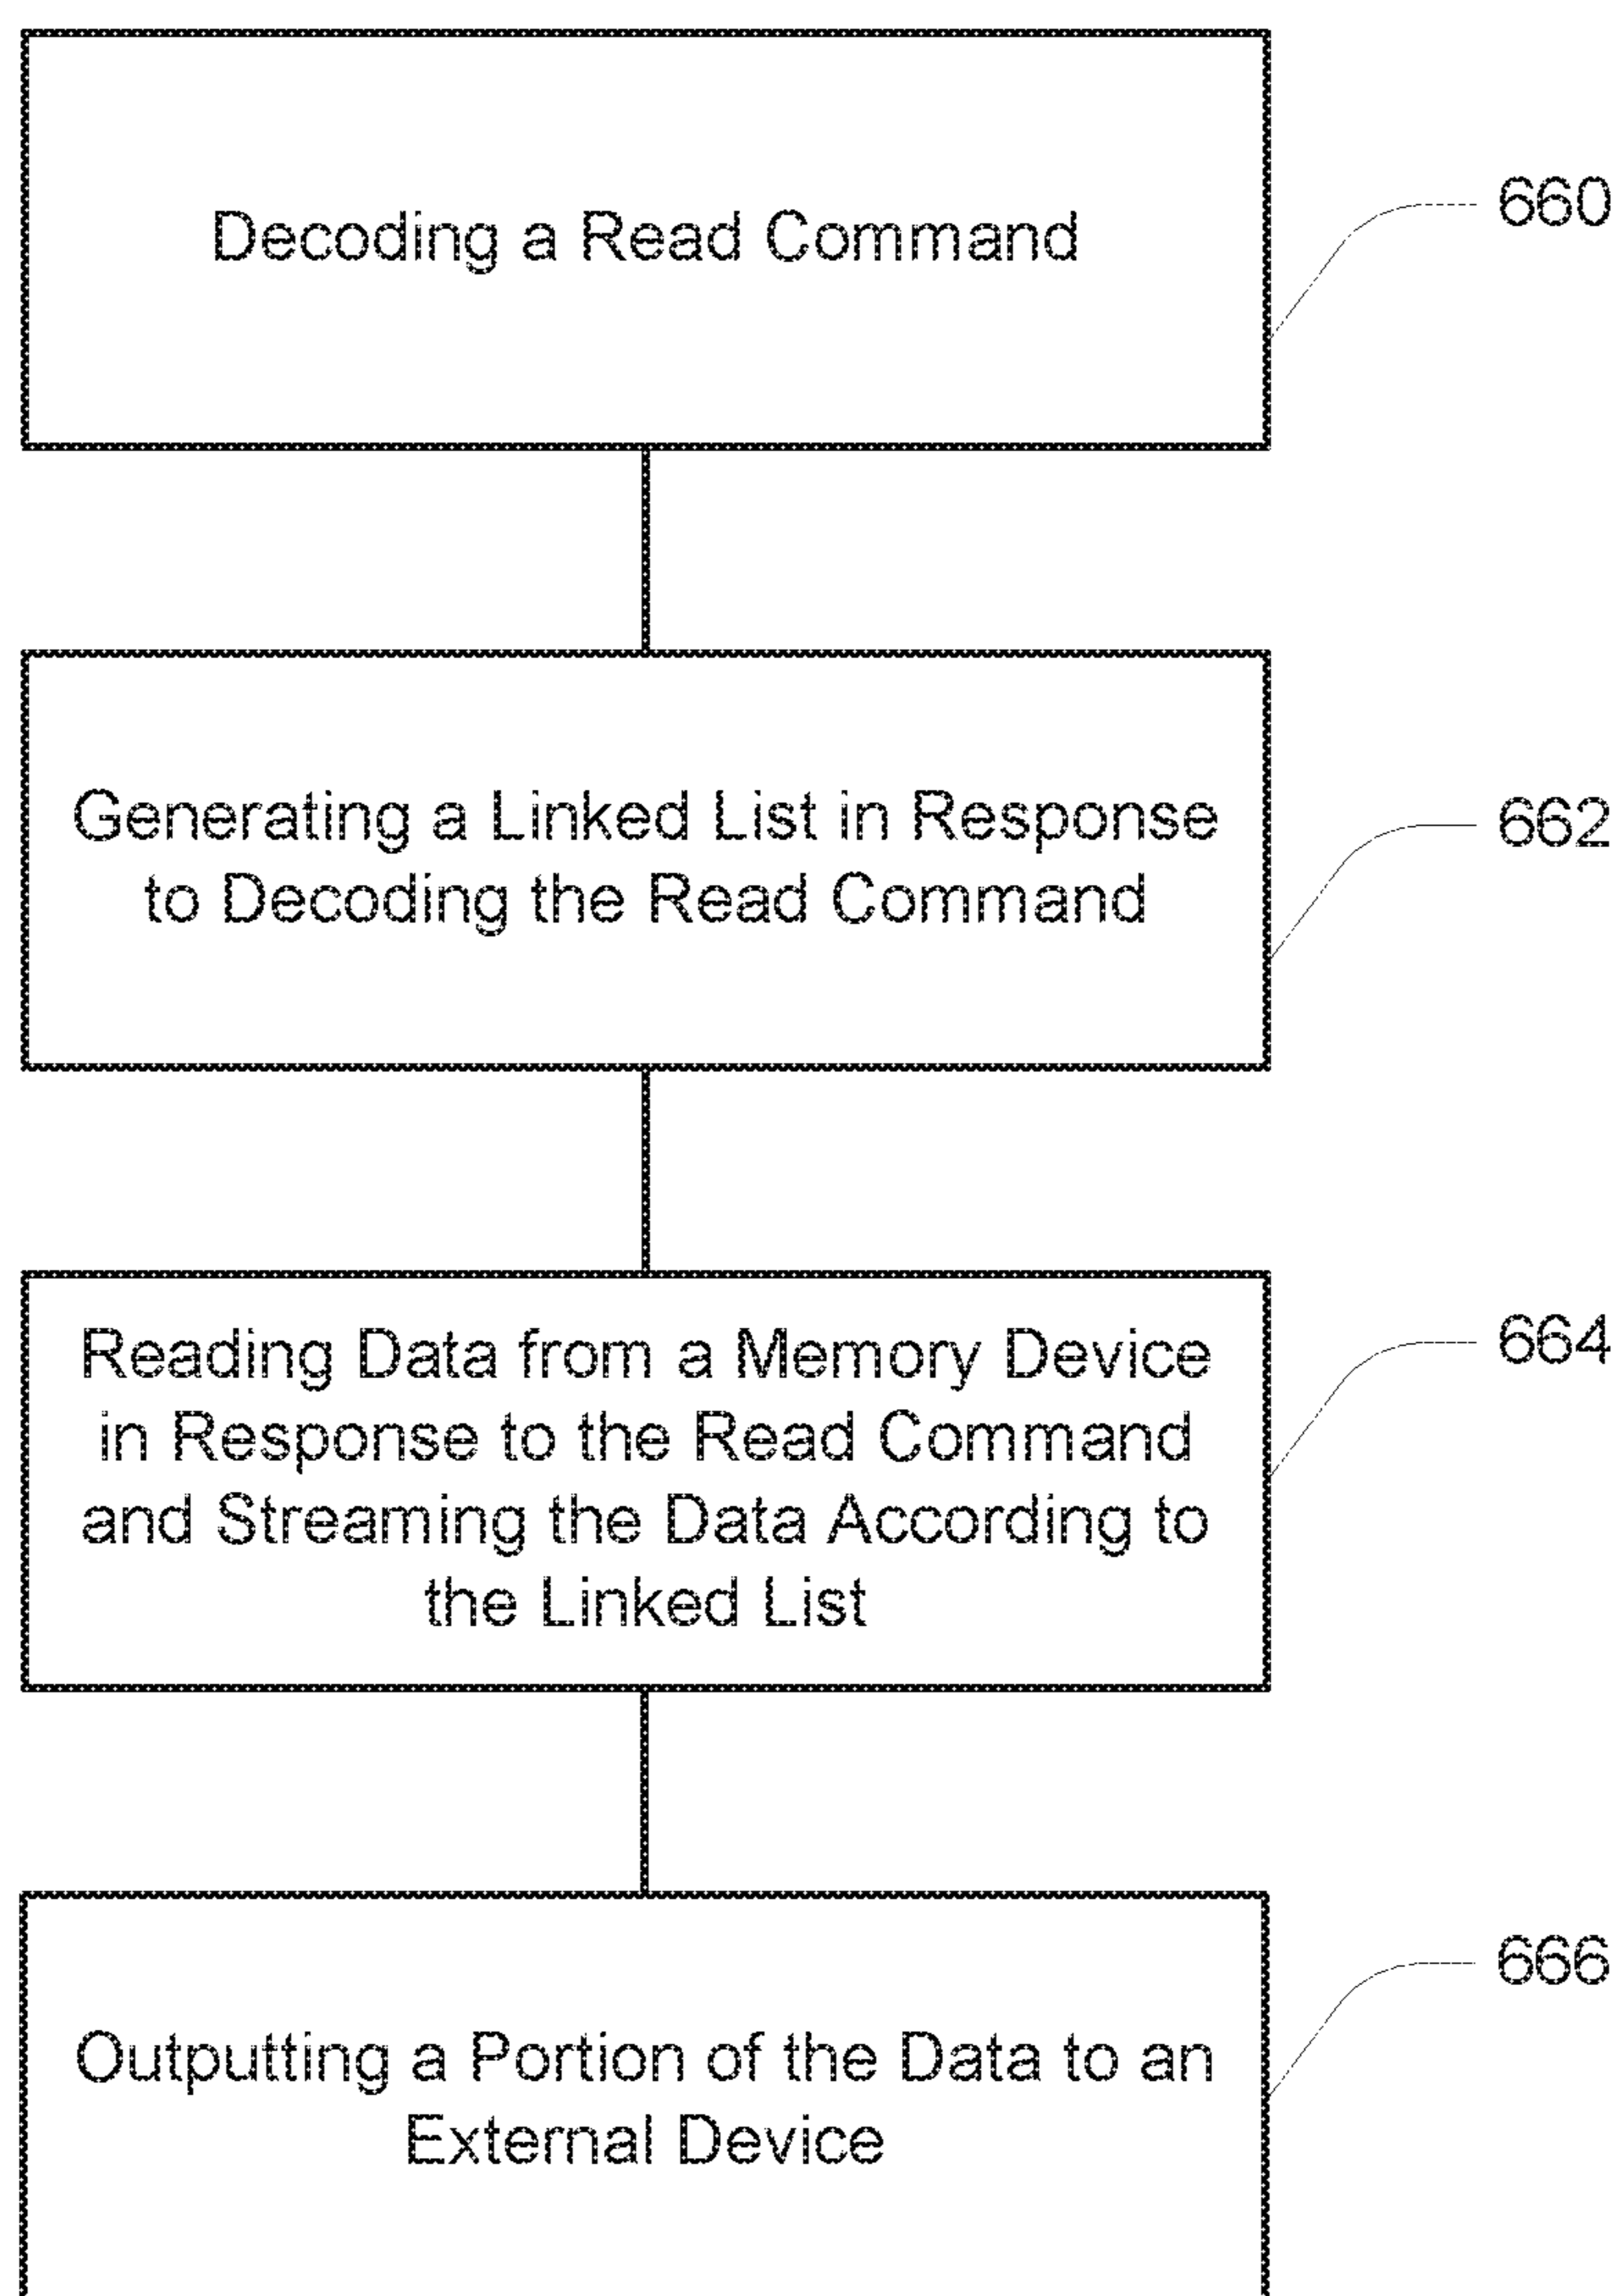 Decoding a Read Command
660
Generating a Linked List in Response
to Decoding the Read Command
662
Reading Data from a Memory Device
in Response to the Read Command
and Streaming the Data According to
the Linked List
664
Outputting a Portion of the Data to an
External Device
666